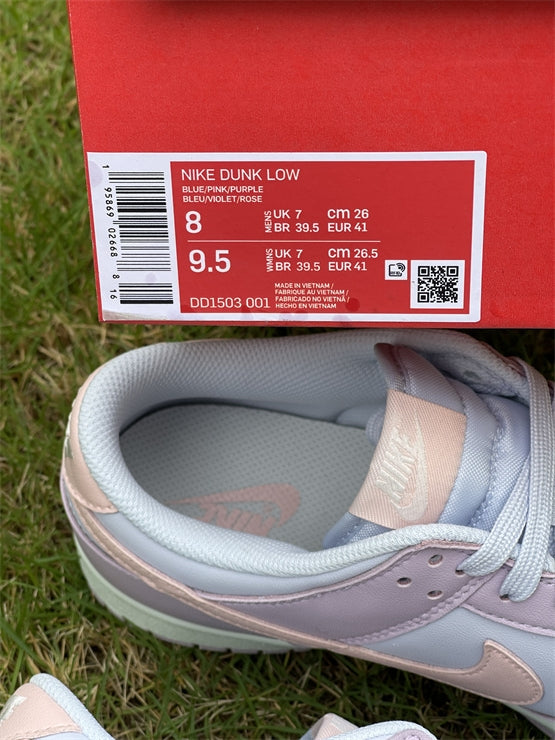 NIKE DUNK LOW
BLUE/PINK/PURPLE
BLEU/VIOLET/ROSE
8 MENS UK 7 cm 26
BR 39.5 EUR 41
9.5 WMNS UK 7 cm 26.5
BR 39.5 EUR 41
DD1503 001
MADE IN VIETNAM /
FABRIQUE AU VIETNAM /
FABRICADO NO VIETNÃ /
HECHO EN VIETNAM
1 95869 02668 8 16
NIKE
NIKE